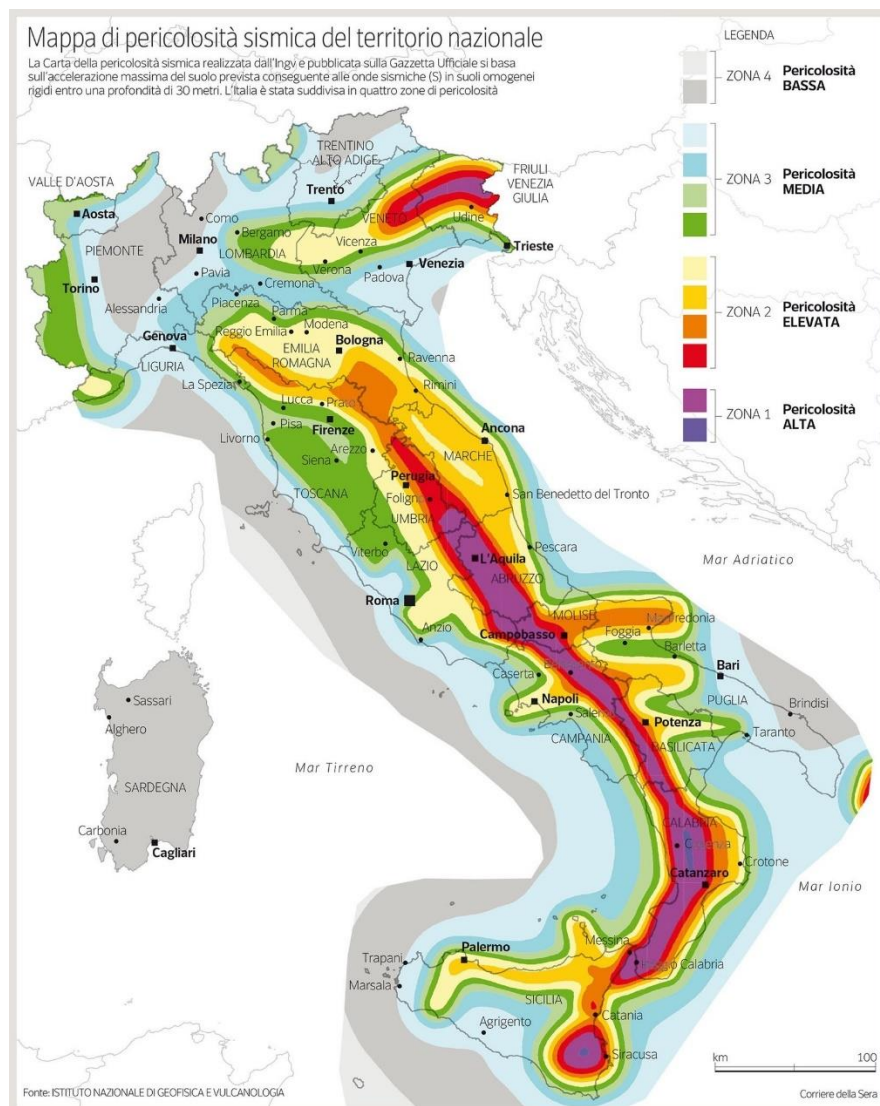 Mappa di pericolosità sismica del territorio nazionale
La Carta della pericolosità sismica realizzata dall'Ingv e pubblicata sulla Gazzetta Ufficiale si basa
sull'accelerazione massima del suolo prevista conseguente alle onde sismiche (S) in suoli omogenei
rigidi entro una profondità di 30 metri. L'Italia è stata suddivisa in quattro zone di pericolosità
LEGENDA
ZONA 4
Pericolosità
BASSA
ZONA 3
Pericolosità
MEDIA
ZONA 2
Pericolosità
ELEVATA
ZONA 1
Pericolosità
ALTA
TRENTINO
ALTO ADIGE
FRIULI
VENEZIA
GIULIA
VALLE D'AOSTA
Trento
Aosta
Como
Udine
VENETO
Bergamo
Milano
PIEMONTE
LOMBARDIA
Vicenza
Trieste
Verona
Venezia
Padova
Pavia
Torino
Cremona
Piacenza
Alessandria
Parma
Reggio Emilia
Modena
Genova
EMILIA
ROMAGNA
Bologna
Ravenna
LIGURIA
La Spezia
Rimini
Lucca
Prato
Pisa
Firenze
Livorno
Ancona
Arezzo
MARCHE
Siena
Perugia
TOSCANA
Foligno
San Benedetto del Tronto
UMBRIA
Viterbo
Pescara
L'Aquila
LAZIO
ABRUZZO
Mar Adriatico
Roma
MOLISE
Manfredonia
Anzio
Campobasso
Foggia
Barletta
Caserta
Bari
Napoli
PUGLIA
Brindisi
Salerno
Potenza
Taranto
CAMPANIA
BASILICATA
Sassari
Alghero
Mar Tirreno
SARDEGNA
Carbonia
Cagliari
CALABRIA
Cosenza
Crotone
Catanzaro
Mar Ionio
Messina
Palermo
Reggio Calabria
Trapani
Marsala
SICILIA
Catania
Agrigento
Siracusa
km 100
Fonte: ISTITUTO NAZIONALE DI GEOFISICA E VULCANOLOGIA
Corriere della Sera